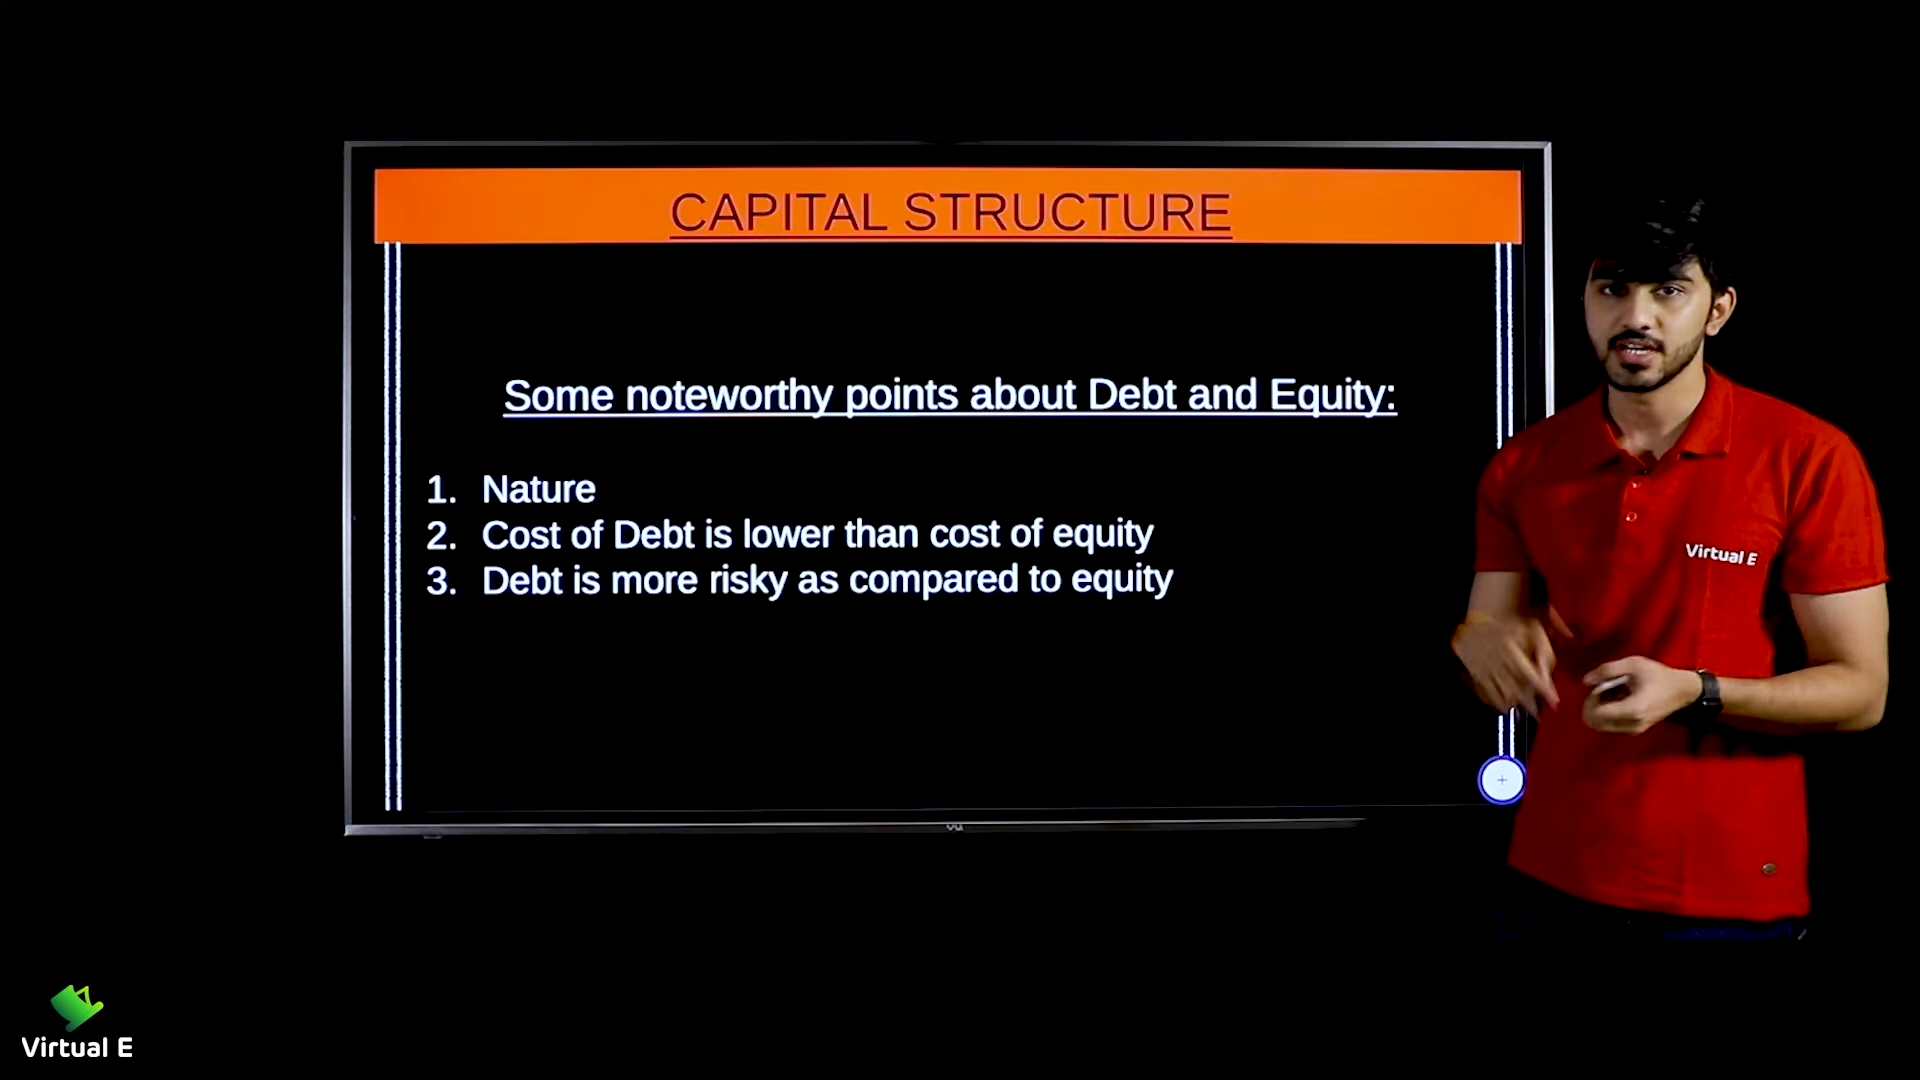 CAPITAL STRUCTURE
Some noteworthy points about Debt and Equity:
1. Nature
2. Cost of Debt is lower than cost of equity
3. Debt is more risky as compared to equity
Virtual E
vu
Virtual E